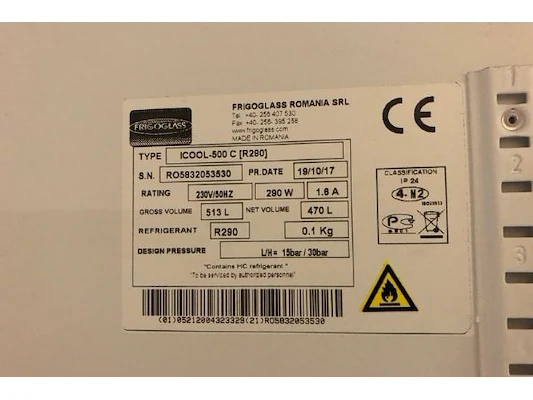 FRIGOGLASS
FRIGOGLASS ROMANIA SRL
Tel. +40- 256 407 530
Fax +40- 256- 395 258
www.frigoglass.com
MADE IN ROMANIA
CE
TYPE ICOOL-500 C [R290]
S.N. RO5832053530 PR.DATE 19/10/17
RATING 230V/50HZ 290 W 1.8 A
GROSS VOLUME 513 L NET VOLUME 470 L
REFRIGERANT R290 0.1 Kg
DESIGN PRESSURE L/H= 15bar / 30bar
"Contains HC refrigerant "
"To be serviced by authorized personnel"
CLASSIFICATION
IP 24
4-N2
(01)05212004323329(21)RO5832053530
2
3